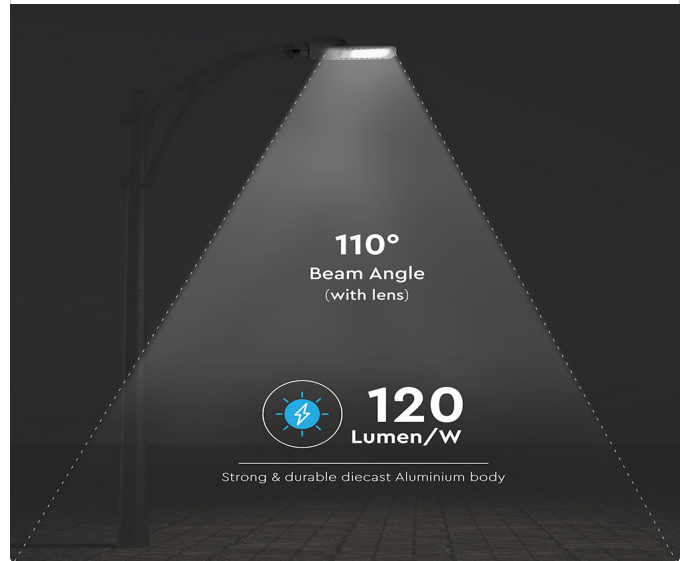 110°
Beam Angle
(with lens)
120
Lumen/W
Strong & durable diecast Aluminium body